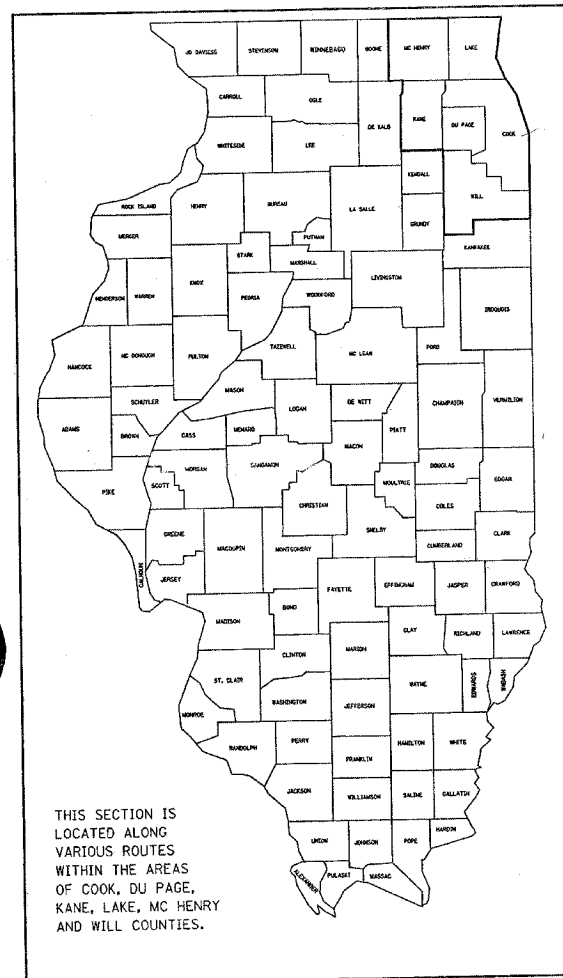 JO DAVIESS STEVENSON WINNEBAGO BOONE MC HENRY LAKE
CARROLL OGLE DE KALB KANE DU PAGE COOK
WHITESIDE LEE
KENDALL WILL
ROCK ISLAND HENRY BUREAU LA SALLE GRUNDY
MERCER PUTNAM KANKAKEE
STARK MARSHALL
HENDERSON WARREN KNOX PEORIA WOODFORD LIVINGSTON IROQUOIS
HANCOCK MC DONOUGH FULTON TAZEWELL MC LEAN FORD
MASON
SCHUYLER LOGAN DE WITT CHAMPAIGN VERMILION
ADAMS BROWN CASS MENARD MACON PIATT
MORGAN SANGAMON DOUGLAS
PIKE SCOTT CHRISTIAN MOULTRIE COLES EDGAR
GREENE MACOUPIN MONTGOMERY SHELBY CUMBERLAND CLARK
CALHOUN JERSEY FAYETTE EFFINGHAM JASPER CRAWFORD
MADISON BOND CLAY RICHLAND LAWRENCE
CLINTON MARION
ST. CLAIR WASHINGTON JEFFERSON WAYNE EDWARDS WABASH
MONROE
RANDOLPH PERRY FRANKLIN HAMILTON WHITE
JACKSON WILLIAMSON SALINE GALLATIN
UNION JOHNSON POPE HARDIN
ALEXANDER PULASKI MASSAC
THIS SECTION IS
LOCATED ALONG
VARIOUS ROUTES
WITHIN THE AREAS
OF COOK, DU PAGE,
KANE, LAKE, MC HENRY
AND WILL COUNTIES.